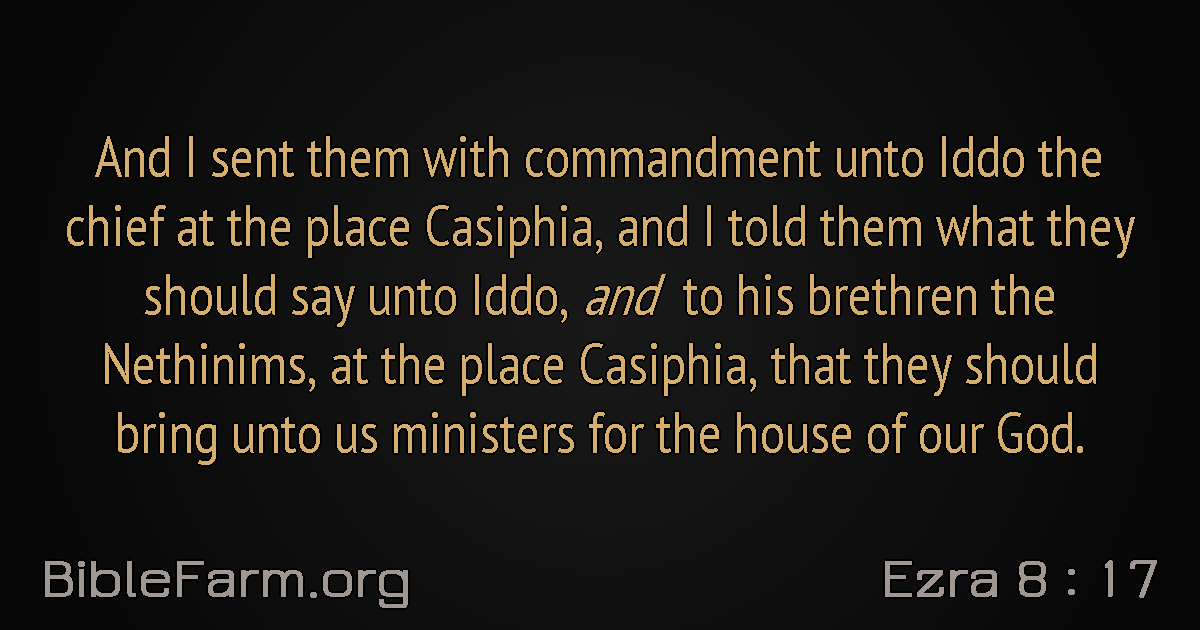 And I sent them with commandment unto Iddo the
chief at the place Casiphia, and I told them what they
should say unto Iddo, and to his brethren the
Nethinims, at the place Casiphia, that they should
bring unto us ministers for the house of our God.
BibleFarm.org
Ezra 8 : 17